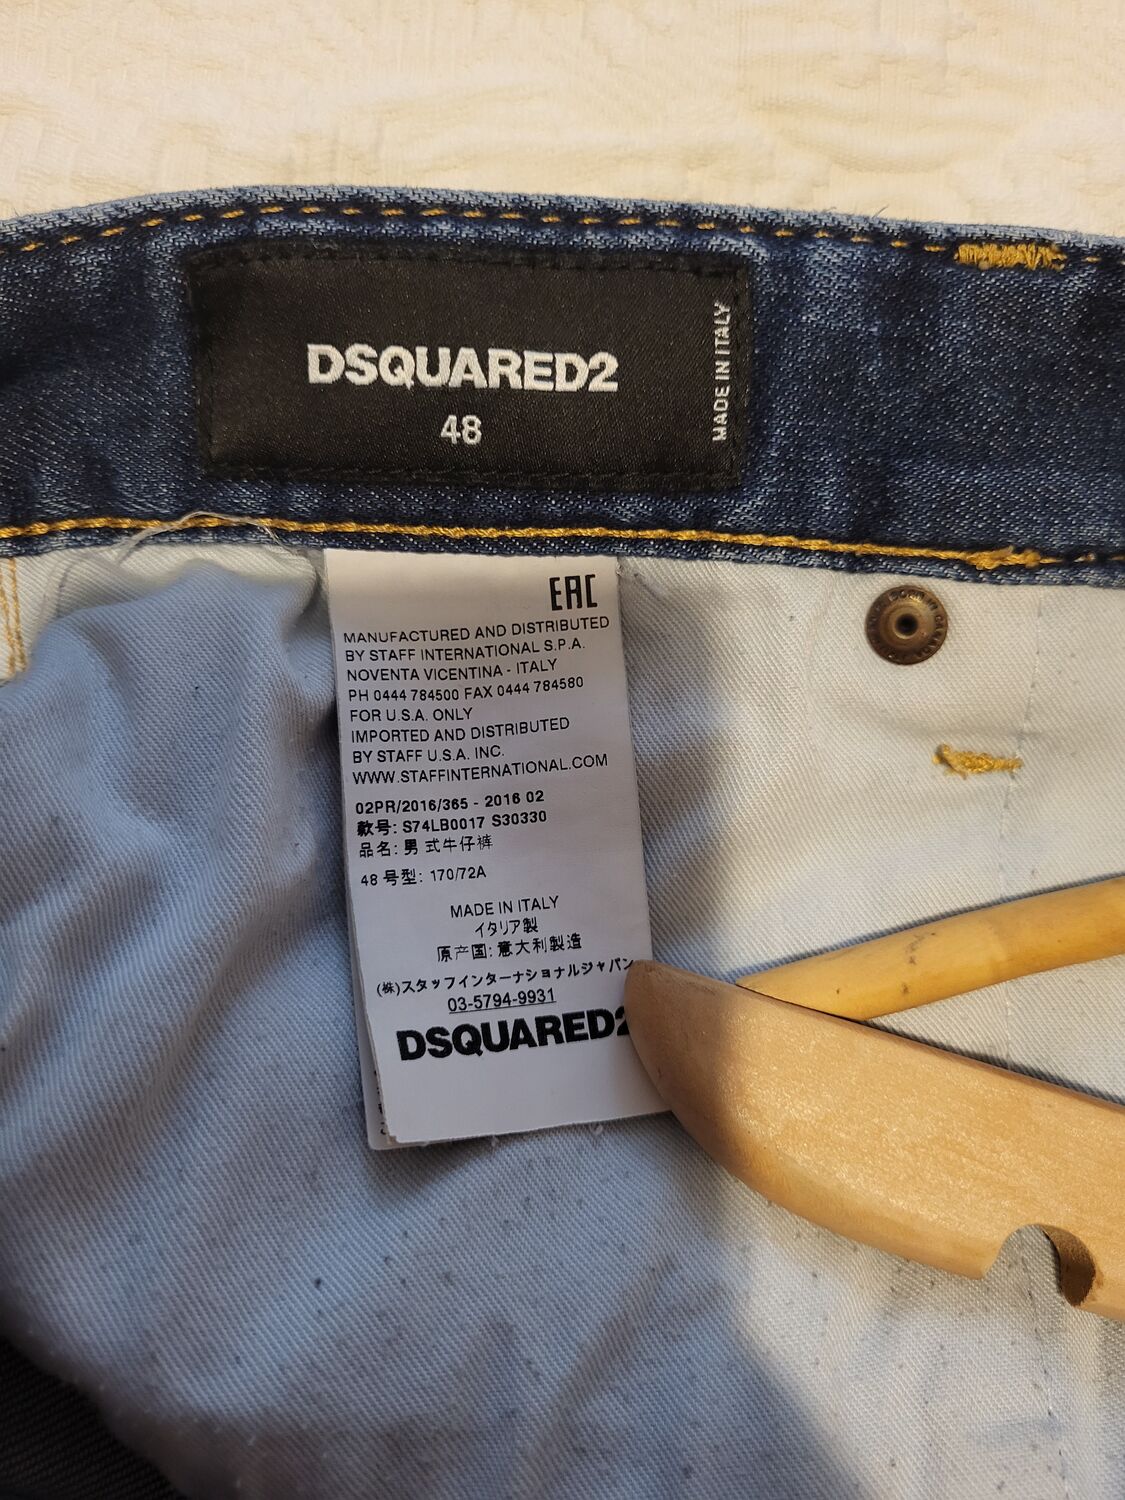 DSQUARED2
48
MADE IN ITALY
EAC
MANUFACTURED AND DISTRIBUTED
BY STAFF INTERNATIONAL S.P.A.
NOVENTA VICENTINA - ITALY
PH 0444 784500 FAX 0444 784580
FOR U.S.A. ONLY
IMPORTED AND DISTRIBUTED
BY STAFF U.S.A. INC.
WWW.STAFFINTERNATIONAL.COM
02PR/2016/365 - 2016 02
款号: S74LB0017 S30330
品名: 男式牛仔裤
48 号型: 170/72A
MADE IN ITALY
イタリア製
原产国: 意大利製造
(株)スタッフインターナショナルジャパン
03-5794-9931
DSQUARED2